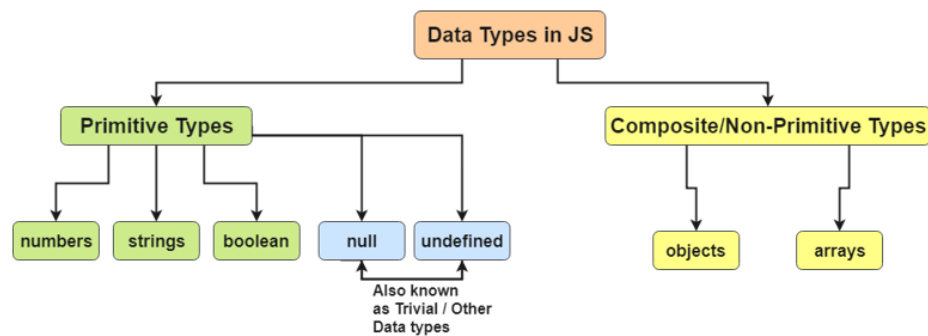 Data Types in JS
Primitive Types
Composite/Non-Primitive Types
numbers
strings
boolean
null
undefined
objects
arrays
Also known
as Trivial / Other
Data types